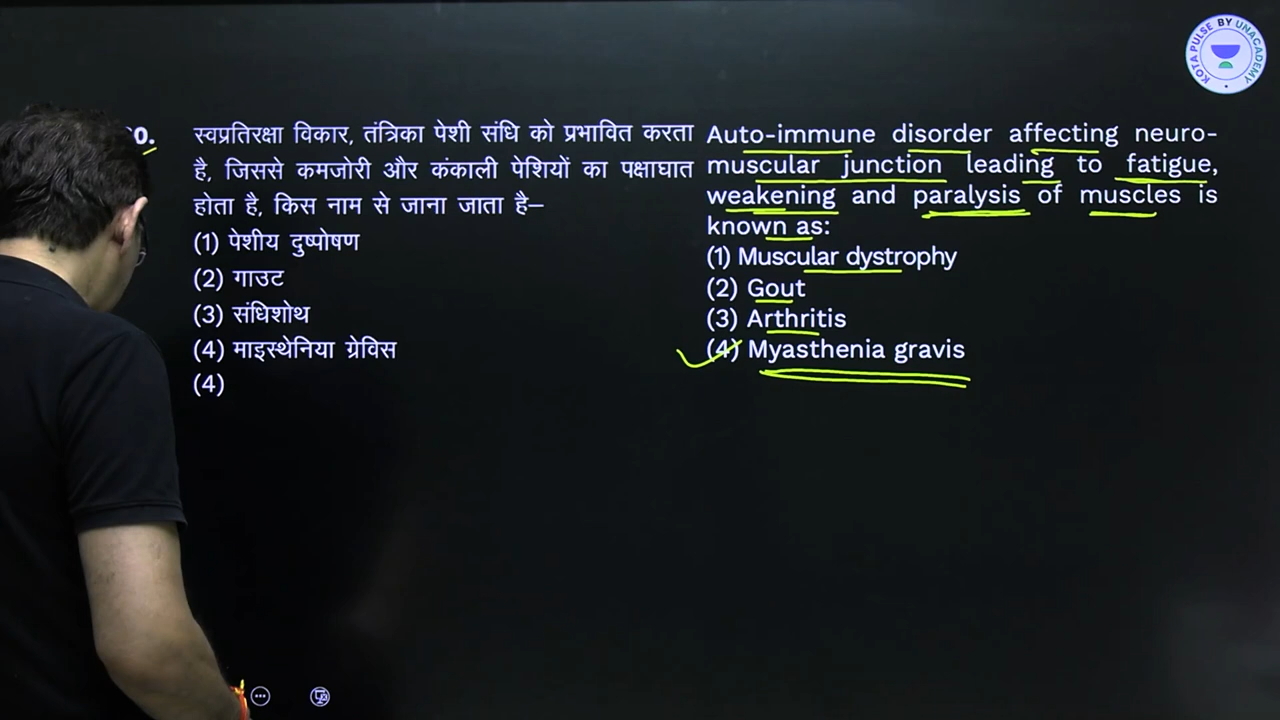 0.
स्वप्रतिरक्षा विकार, तंत्रिका पेशी संधि को प्रभावित करता
है, जिससे कमजोरी और कंकाली पेशियों का पक्षाघात
होता है, किस नाम से जाना जाता है–
(1) पेशीय दुष्पोषण
(2) गाउट
(3) संधिशोथ
(4) माइस्थेनिया ग्रेविस
(4)
Auto-immune disorder affecting neuro-
muscular junction leading to fatigue,
weakening and paralysis of muscles is
known as:
(1) Muscular dystrophy
(2) Gout
(3) Arthritis
(4) Myasthenia gravis
KOTA PULSE BY UNACADEMY